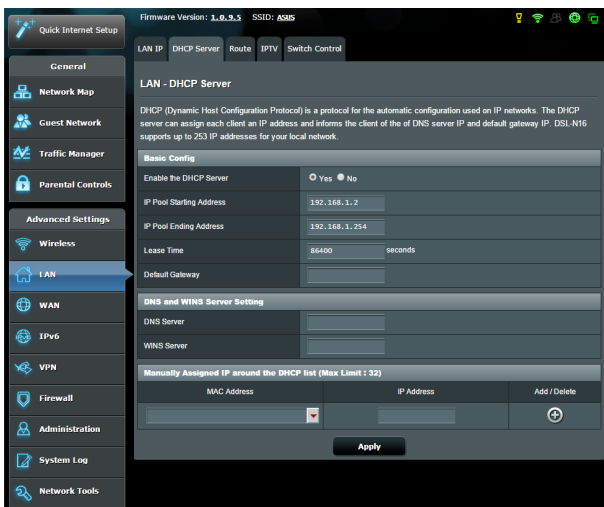 Quick Internet Setup
Firmware Version: 1.0.9.5 SSID: ASUS
LAN IP DHCP Server Route IPTV Switch Control
General
Network Map
Guest Network
Traffic Manager
Parental Controls
Advanced Settings
Wireless
LAN
WAN
IPv6
VPN
Firewall
Administration
System Log
Network Tools
LAN - DHCP Server
DHCP (Dynamic Host Configuration Protocol) is a protocol for the automatic configuration used on IP networks. The DHCP
server can assign each client an IP address and informs the client of the of DNS server IP and default gateway IP. DSL-N16
supports up to 253 IP addresses for your local network.
Basic Config
Enable the DHCP Server Yes No
IP Pool Starting Address 192.168.1.2
IP Pool Ending Address 192.168.1.254
Lease Time 86400 seconds
Default Gateway
DNS and WINS Server Setting
DNS Server
WINS Server
Manually Assigned IP around the DHCP list (Max Limit : 32)
MAC Address IP Address Add / Delete
Apply